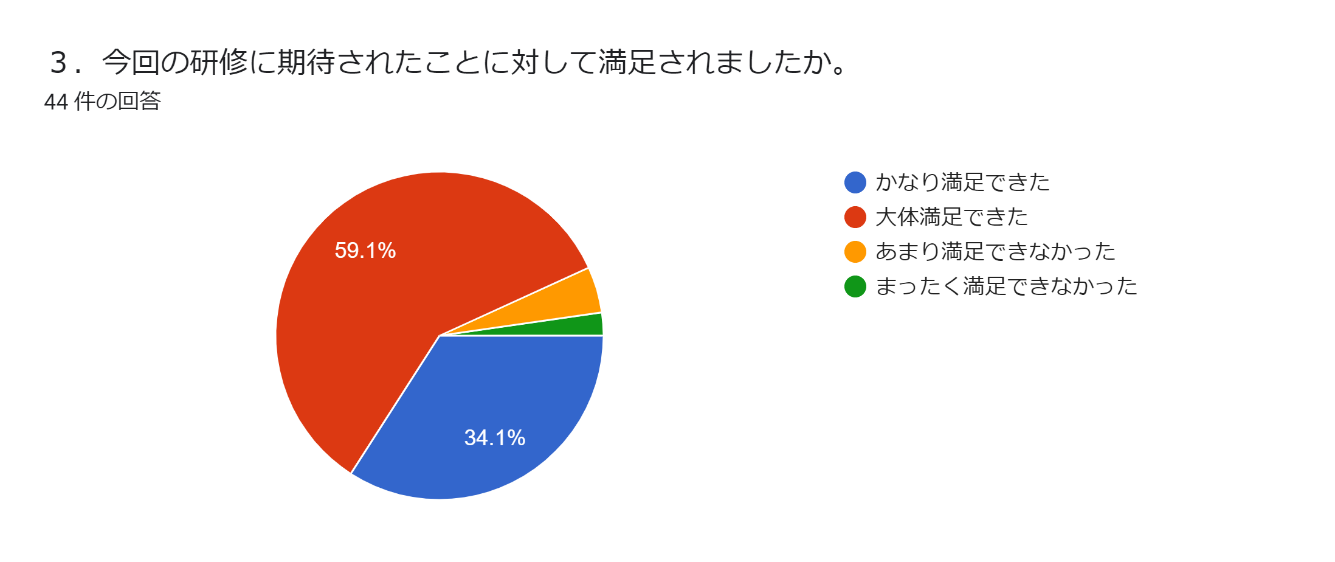 ３．今回の研修に期待されたことに対して満足されましたか。
44 件の回答
かなり満足できた
大体満足できた
あまり満足できなかった
まったく満足できなかった
59.1%
34.1%